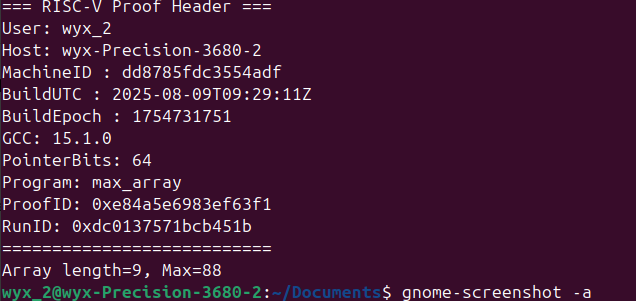 === RISC-V Proof Header ===
User: wyx_2
Host: wyx-Precision-3680-2
MachineID : dd8785fdc3554adf
BuildUTC : 2025-08-09T09:29:11Z
BuildEpoch : 1754731751
GCC: 15.1.0
PointerBits: 64
Program: max_array
ProofID: 0xe84a5e6983ef63f1
RunID: 0xdc0137571bcb451b
===========================
Array length=9, Max=88
wyx_2@wyx-Precision-3680-2:~/Documents$ gnome-screenshot -a